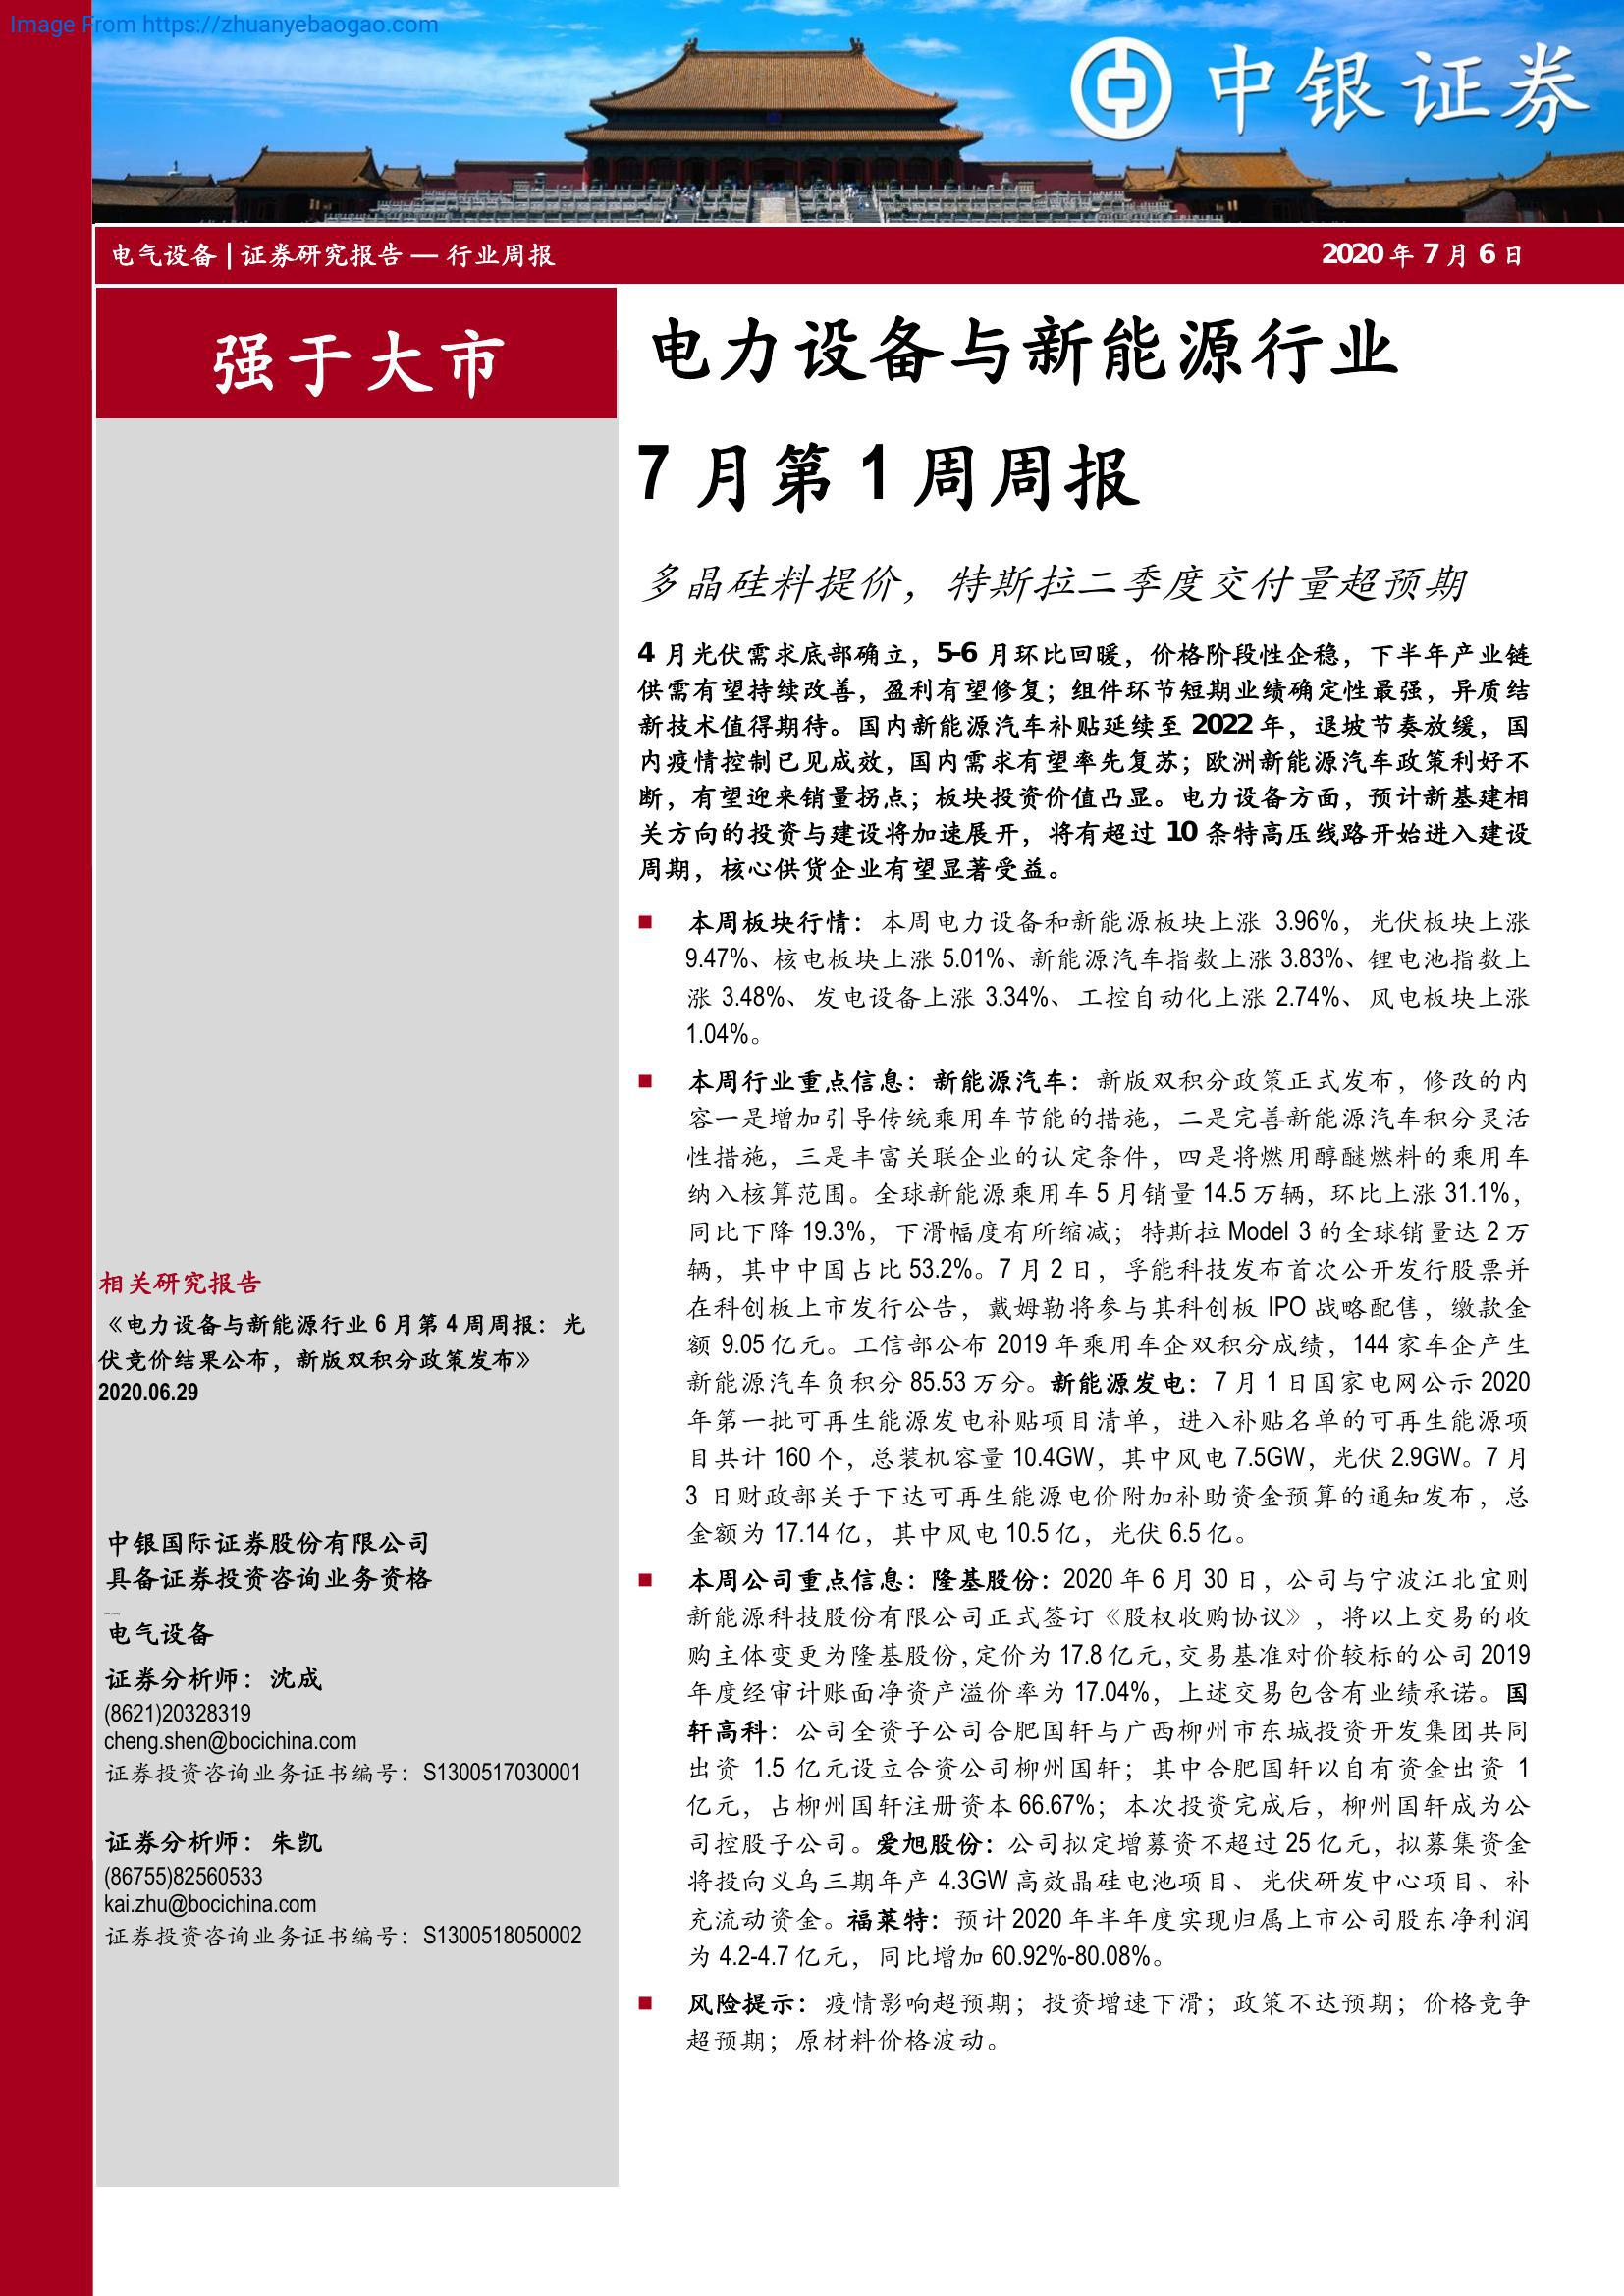 Image From https://zhuanyebaogao.com
中银证券
电气设备 | 证券研究报告 — 行业周报
2020 年 7 月 6 日
强于大市
电力设备与新能源行业
7 月第 1 周周报
多晶硅料提价，特斯拉二季度交付量超预期
4 月光伏需求底部确立，5-6 月环比回暖，价格阶段性企稳，下半年产业链
供需有望持续改善，盈利有望修复；组件环节短期业绩确定性最强，异质结
新技术值得期待。国内新能源汽车补贴延续至 2022 年，退坡节奏放缓，国
内疫情控制已见成效，国内需求有望率先复苏；欧洲新能源汽车政策利好不
断，有望迎来销量拐点；板块投资价值凸显。电力设备方面，预计新基建相
关方向的投资与建设将加速展开，将有超过 10 条特高压线路开始进入建设
周期，核心供货企业有望显著受益。
本周板块行情：本周电力设备和新能源板块上涨 3.96%，光伏板块上涨
9.47%、核电板块上涨 5.01%、新能源汽车指数上涨 3.83%、锂电池指数上
涨 3.48%、发电设备上涨 3.34%、工控自动化上涨 2.74%、风电板块上涨
1.04%。
本周行业重点信息：新能源汽车：新版双积分政策正式发布，修改的内
容一是增加引导传统乘用车节能的措施，二是完善新能源汽车积分灵活
性措施，三是丰富关联企业的认定条件，四是将燃用醇醚燃料的乘用车
纳入核算范围。全球新能源乘用车 5 月销量 14.5 万辆，环比上涨 31.1%，
同比下降 19.3%，下滑幅度有所缩减；特斯拉 Model 3 的全球销量达 2 万
辆，其中中国占比 53.2%。7 月 2 日，孚能科技发布首次公开发行股票并
在科创板上市发行公告，戴姆勒将参与其科创板 IPO 战略配售，缴款金
额 9.05 亿元。工信部公布 2019 年乘用车企双积分成绩，144 家车企产生
新能源汽车负积分 85.53 万分。新能源发电：7 月 1 日国家电网公示 2020
年第一批可再生能源发电补贴项目清单，进入补贴名单的可再生能源项
目共计 160 个，总装机容量 10.4GW，其中风电 7.5GW，光伏 2.9GW。7 月
3 日财政部关于下达可再生能源电价附加补助资金预算的通知发布，总
金额为 17.14 亿，其中风电 10.5 亿，光伏 6.5 亿。
本周公司重点信息：隆基股份：2020 年 6 月 30 日，公司与宁波江北宜则
新能源科技股份有限公司正式签订《股权收购协议》，将以上交易的收
购主体变更为隆基股份，定价为 17.8 亿元，交易基准对价较标的公司 2019
年度经审计账面净资产溢价率为 17.04%，上述交易包含有业绩承诺。国
轩高科：公司全资子公司合肥国轩与广西柳州市东城投资开发集团共同
出资 1.5 亿元设立合资公司柳州国轩；其中合肥国轩以自有资金出资 1
亿元，占柳州国轩注册资本 66.67%；本次投资完成后，柳州国轩成为公
司控股子公司。爱旭股份：公司拟定增募资不超过 25 亿元，拟募集资金
将投向义乌三期年产 4.3GW 高效晶硅电池项目、光伏研发中心项目、补
充流动资金。福莱特：预计 2020 年半年度实现归属上市公司股东净利润
为 4.2-4.7 亿元，同比增加 60.92%-80.08%。
风险提示：疫情影响超预期；投资增速下滑；政策不达预期；价格竞争
超预期；原材料价格波动。
相关研究报告
《电力设备与新能源行业 6 月第 4 周周报：光
伏竞价结果公布，新版双积分政策发布》
2020.06.29
中银国际证券股份有限公司
具备证券投资咨询业务资格
电气设备
证券分析师：沈成
(8621)20328319
cheng.shen@bocichina.com
证券投资咨询业务证书编号：S1300517030001
证券分析师：朱凯
(86755)82560533
kai.zhu@bocichina.com
证券投资咨询业务证书编号：S1300518050002